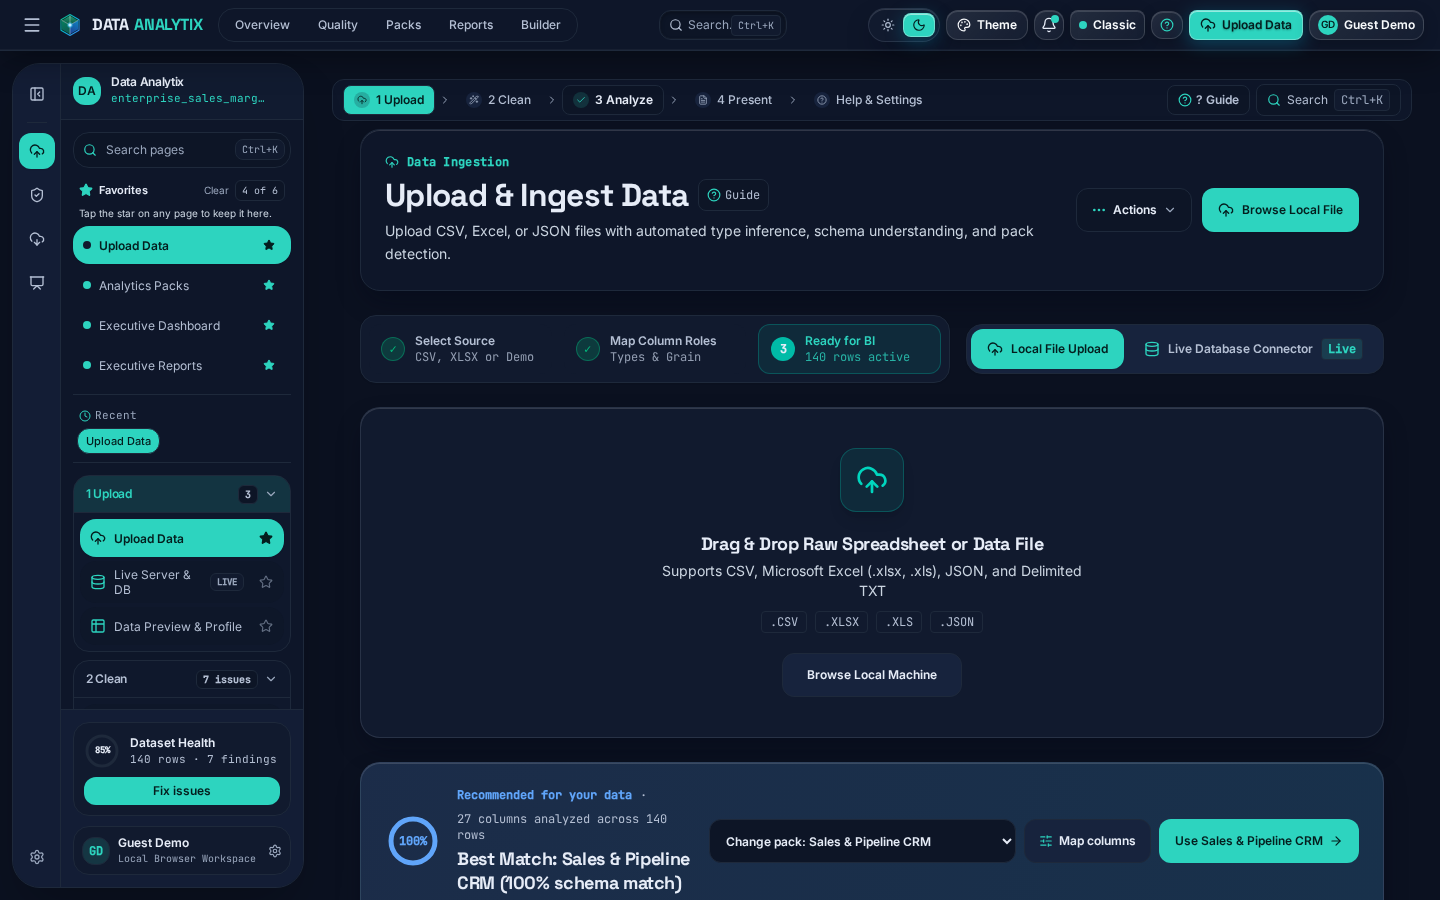 DATA ANALYTIX
Overview
Quality
Packs
Reports
Builder
Search.
Ctrl+K
Theme
Classic
Upload Data
GD
Guest Demo
DA
Data Analytix
enterprise_sales_marg…
Search pages
Ctrl+K
Favorites
Clear
4 of 6
Tap the star on any page to keep it here.
Upload Data
Analytics Packs
Executive Dashboard
Executive Reports
Recent
Upload Data
1 Upload
3
Upload Data
Live Server &
DB
LIVE
Data Preview & Profile
2 Clean
7 issues
85%
Dataset Health
140 rows · 7 findings
Fix issues
GD
Guest Demo
Local Browser Workspace
1 Upload
2 Clean
3 Analyze
4 Present
Help & Settings
? Guide
Search
Ctrl+K
Data Ingestion
Upload & Ingest Data
Guide
Upload CSV, Excel, or JSON files with automated type inference, schema understanding, and pack
detection.
Actions
Browse Local File
Select Source
CSV, XLSX or Demo
Map Column Roles
Types & Grain
3
Ready for BI
140 rows active
Local File Upload
Live Database Connector
Live
Drag & Drop Raw Spreadsheet or Data File
Supports CSV, Microsoft Excel (.xlsx, .xls), JSON, and Delimited
TXT
.CSV
.XLSX
.XLS
.JSON
Browse Local Machine
100%
Recommended for your data ·
27 columns analyzed across 140
rows
Best Match: Sales & Pipeline
CRM (100% schema match)
Change pack: Sales & Pipeline CRM
Map columns
Use Sales & Pipeline CRM →